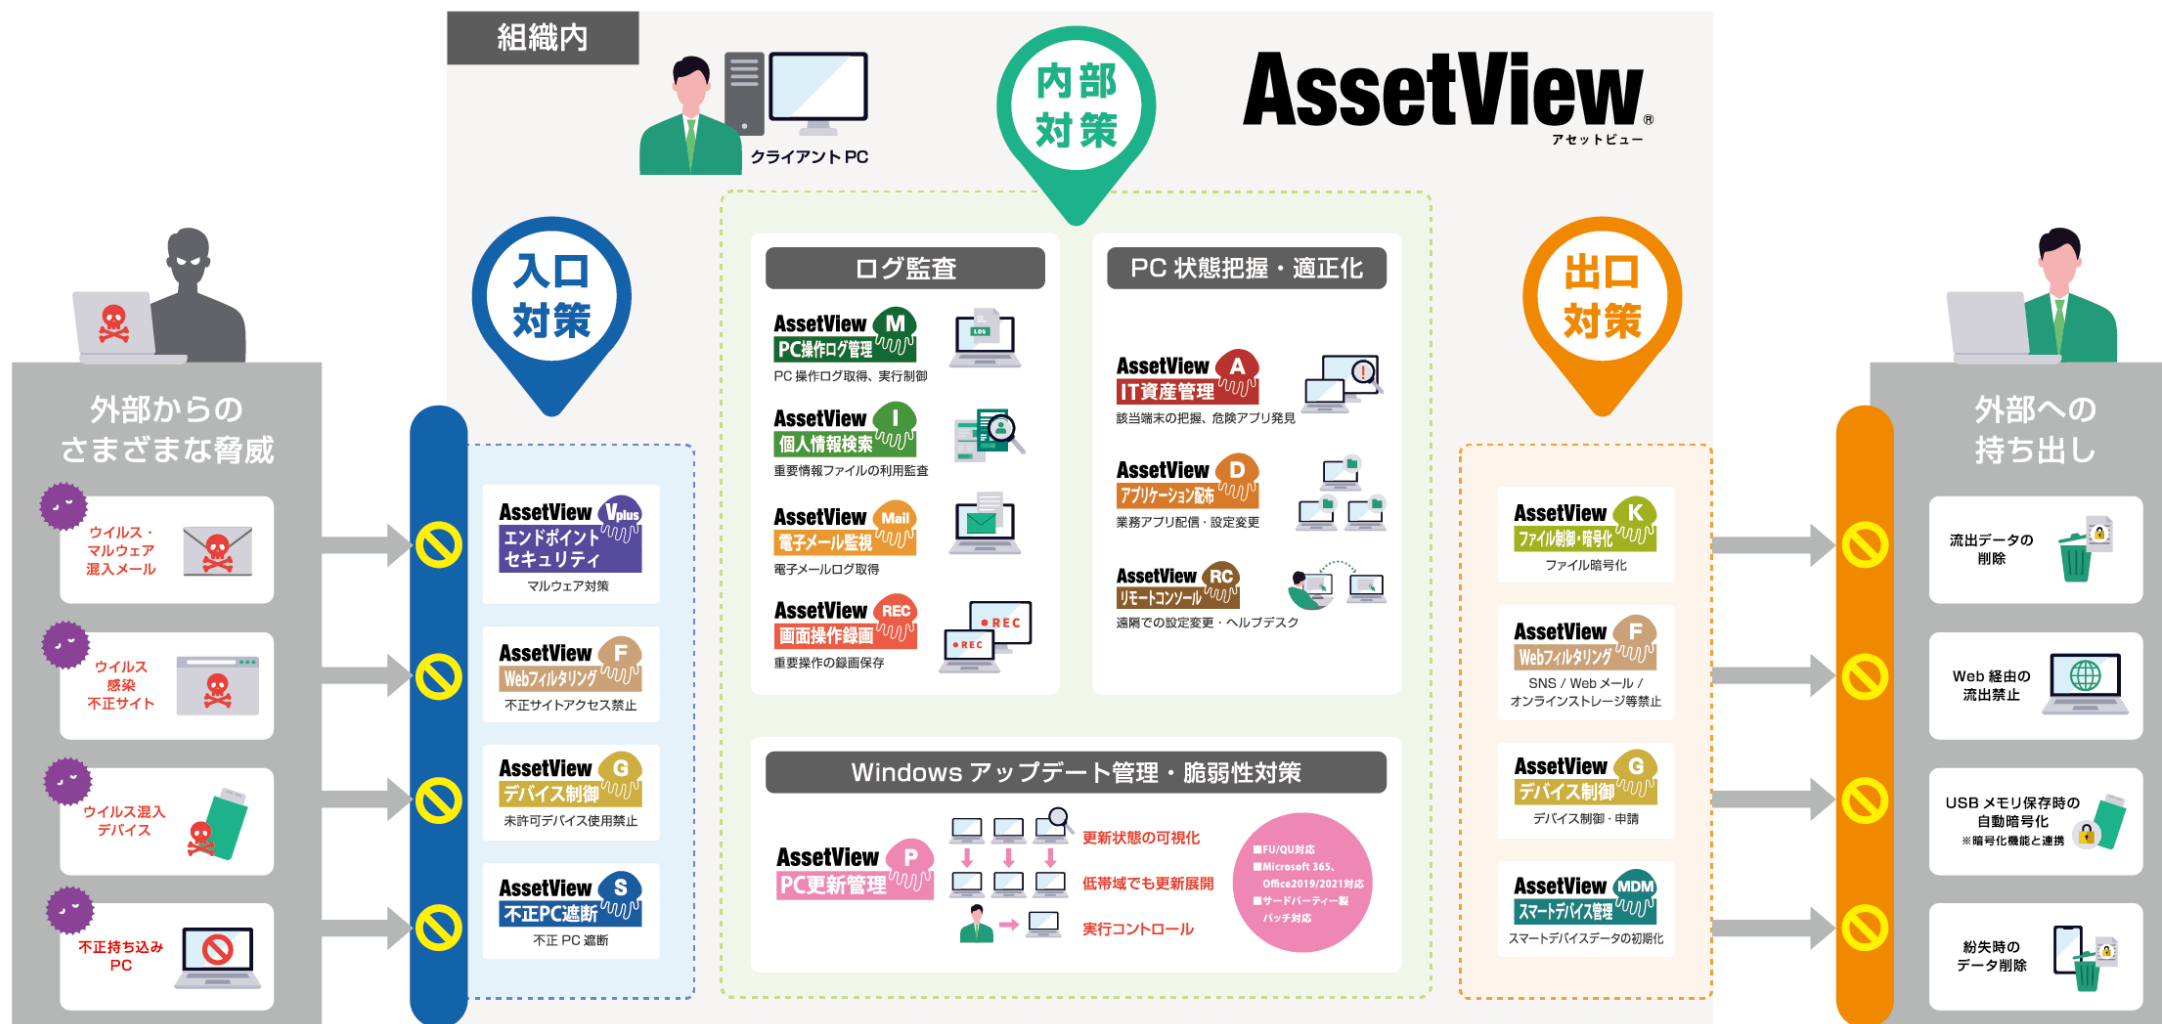 組織内
クライアントPC
内部
対策
AssetView®
アセットビュー
外部からの
さまざまな脅威
ウイルス・
マルウェア
混入メール
ウイルス
感染
不正サイト
ウイルス混入
デバイス
不正持ち込み
PC
入口
対策
AssetView Vplus
エンドポイント
セキュリティ
マルウェア対策
AssetView F
Webフィルタリング
不正サイトアクセス禁止
AssetView G
デバイス制御
未許可デバイス使用禁止
AssetView S
不正PC遮断
不正 PC 遮断
ログ監査
AssetView M
PC操作ログ管理
PC 操作ログ取得、実行制御
LOG
AssetView I
個人情報検索
重要情報ファイルの利用監査
AssetView Mail
電子メール監視
電子メールログ取得
AssetView REC
画面操作録画
重要操作の録画保存
●REC
●REC
PC 状態把握・適正化
AssetView A
IT資産管理
該当端末の把握、危険アプリ発見
AssetView D
アプリケーション配布
業務アプリ配信・設定変更
AssetView RC
リモートコンソール
遠隔での設定変更・ヘルプデスク
Windows アップデート管理・脆弱性対策
AssetView P
PC更新管理
更新状態の可視化
低帯域でも更新展開
実行コントロール
■FU/QU対応
■Microsoft 365、
Office2019/2021対応
■サードパーティー製
パッチ対応
出口
対策
AssetView K
ファイル制御・暗号化
ファイル暗号化
AssetView F
Webフィルタリング
SNS / Web メール /
オンラインストレージ等禁止
AssetView G
デバイス制御
デバイス制御・申請
AssetView MDM
スマートデバイス管理
スマートデバイスデータの初期化
外部への
持ち出し
流出データの
削除
Web 経由の
流出禁止
USB メモリ保存時の
自動暗号化
※暗号化機能と連携
紛失時の
データ削除